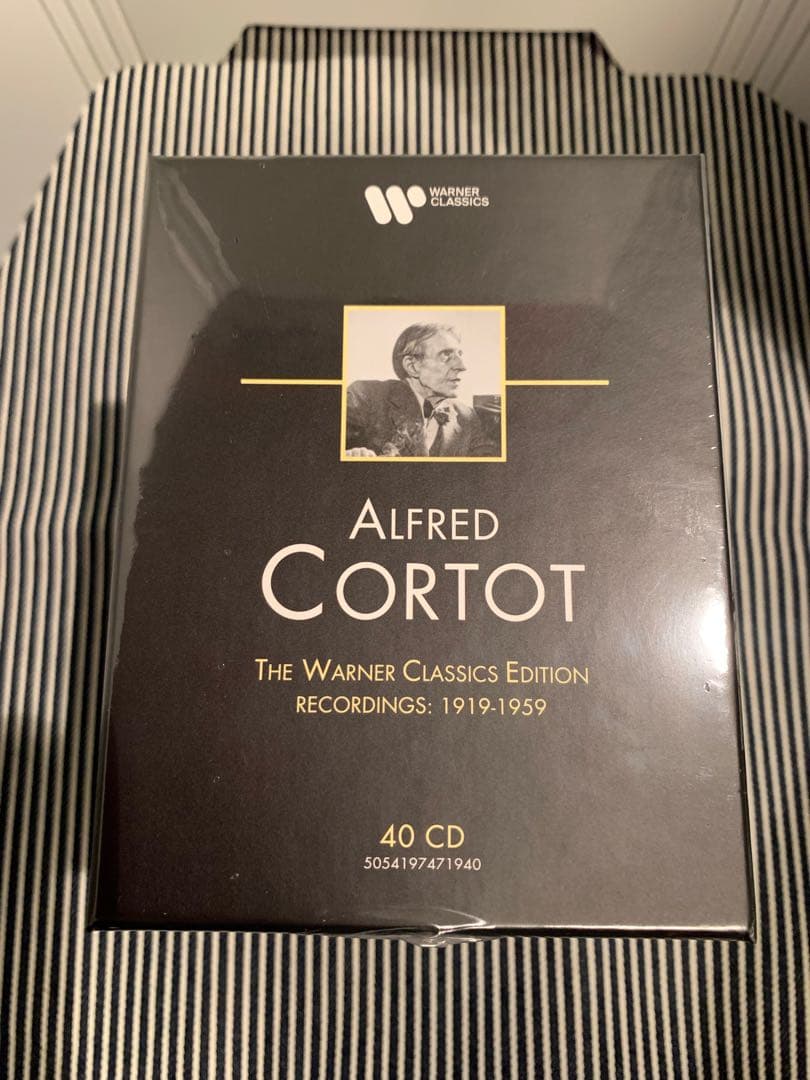 WARNER
CLASSICS
ALFRED
CORTOT
THE WARNER CLASSICS EDITION
RECORDINGS: 1919-1959
40 CD
5054197471940